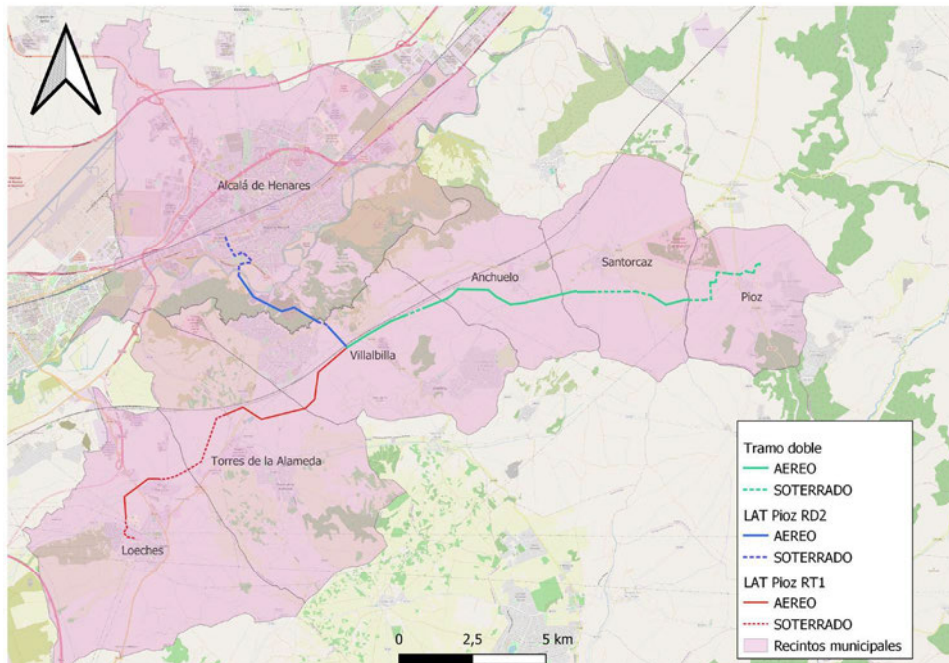 Alcalá de Henares
Santorcaz
Anchuelo
Pioz
Villalbilla
Torres de la Alameda
Loeches
Tramo doble
AEREO
SOTERRADO
LAT Pioz RD2
AEREO
SOTERRADO
LAT Pioz RT1
AEREO
SOTERRADO
Recintos municipales
0 2,5 5 km